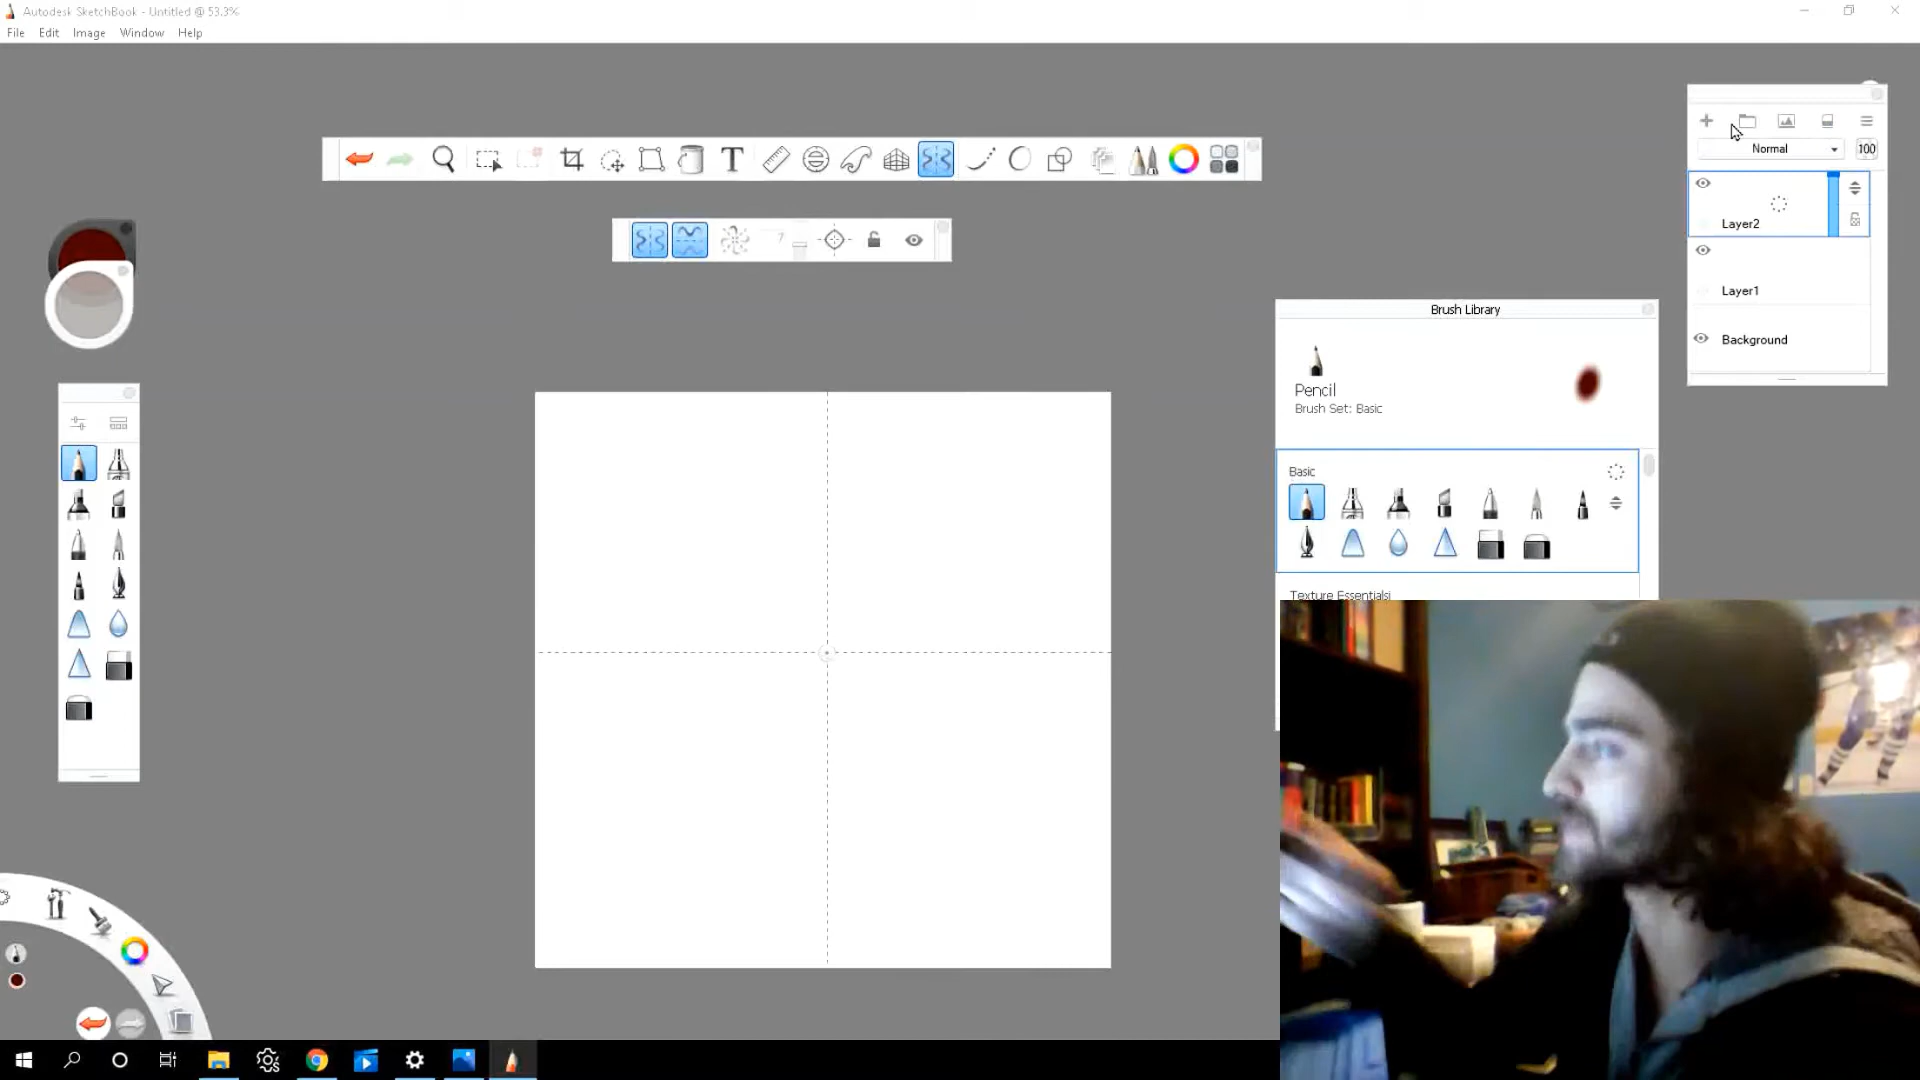 Autodesk SketchBook - Untitled @ 53.3%
File Edit Image Window Help
Normal
100
Layer2
7
Layer1
Brush Library
Background
Pencil
Brush Set: Basic
Basic
Texture Essentials